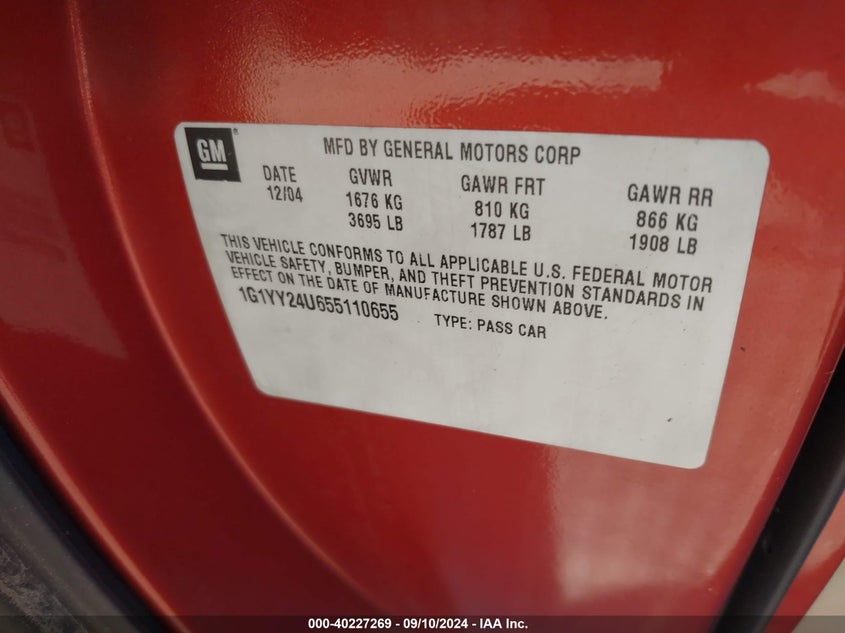 GM®
MFD BY GENERAL MOTORS CORP
DATE GVWR GAWR FRT GAWR RR
12/04 1676 KG 810 KG 866 KG
3695 LB 1787 LB 1908 LB
THIS VEHICLE CONFORMS TO ALL APPLICABLE U.S. FEDERAL MOTOR
VEHICLE SAFETY, BUMPER, AND THEFT PREVENTION STANDARDS IN
EFFECT ON THE DATE OF MANUFACTURE SHOWN ABOVE.
1G1YY24U655110655 TYPE: PASS CAR
000-40227269 - 09/10/2024 - IAA Inc.